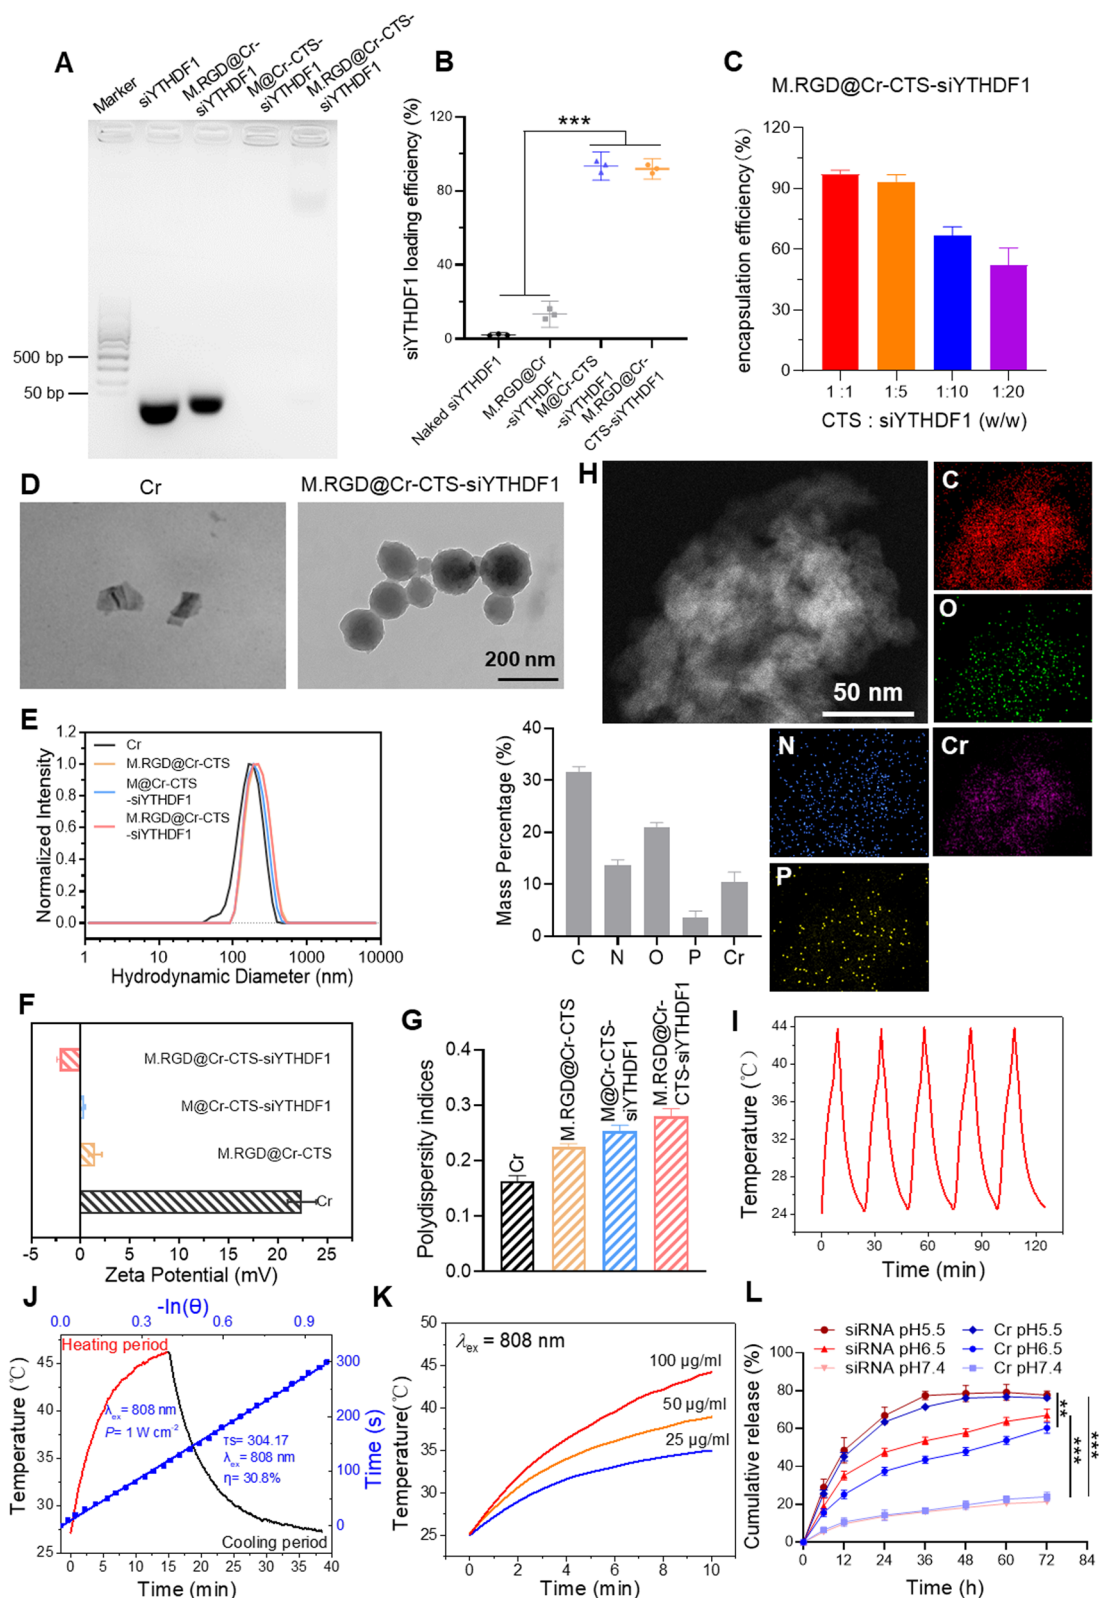 A
Marker
siYTHDF1
M.RGD@Cr-
siYTHDF1
M@Cr-CTS-
siYTHDF1
M.RGD@Cr-CTS-
siYTHDF1
500 bp
50 bp
B
siYTHDF1 loading efficiency (%)
120
80
40
0
***
Naked siYTHDF1
M.RGD@Cr
-siYTHDF1
M@Cr-CTS
-siYTHDF1
M.RGD@Cr-
CTS-siYTHDF1
C
M.RGD@Cr-CTS-siYTHDF1
encapsulation efficiency(%)
120
90
60
30
0
1 :1
1:5
1:10
1:20
CTS : siYTHDF1 (w/w)
D
Cr
M.RGD@Cr-CTS-siYTHDF1
200 nm
H
50 nm
C
O
N
Cr
P
Mass Percentage (%)
40
30
20
10
0
C N O P Cr
E
Normalized Intensity
1.2
1.0
0.8
0.6
0.4
0.2
0.0
Cr
M.RGD@Cr-CTS
M@Cr-CTS
-siYTHDF1
M.RGD@Cr-CTS
-siYTHDF1
1 10 100 1000 10000
Hydrodynamic Diameter (nm)
F
M.RGD@Cr-CTS-siYTHDF1
M@Cr-CTS-siYTHDF1
M.RGD@Cr-CTS
Cr
-5 0 5 10 15 20 25
Zeta Potential (mV)
G
Polydispersity indices
0.4
0.3
0.2
0.1
0.0
Cr
M.RGD@Cr-CTS
M@Cr-CTS-
siYTHDF1
M.RGD@Cr-
CTS-siYTHDF1
I
Temperature (℃)
44
40
36
32
28
24
0 30 60 90 120
Time (min)
J
-ln(θ)
0.0 0.3 0.6 0.9
Heating period
Temperature (℃)
45
40
35
30
25
λex = 808 nm
P= 1 W cm-2
τs= 304.17
λex = 808 nm
η= 30.8%
300
200
100
0
Time (s)
Cooling period
0 5 10 15 20 25 30 35 40
Time (min)
K
λex = 808 nm
Temperature(℃)
50
45
40
35
30
25
100 µg/ml
50 µg/ml
25 µg/ml
0 2 4 6 8 10
Time (min)
L
siRNA pH5.5
siRNA pH6.5
siRNA pH7.4
Cr pH5.5
Cr pH6.5
Cr pH7.4
Cumulative release (%)
100
80
60
40
20
0
**
***
***
0 12 24 36 48 60 72 84
Time (h)